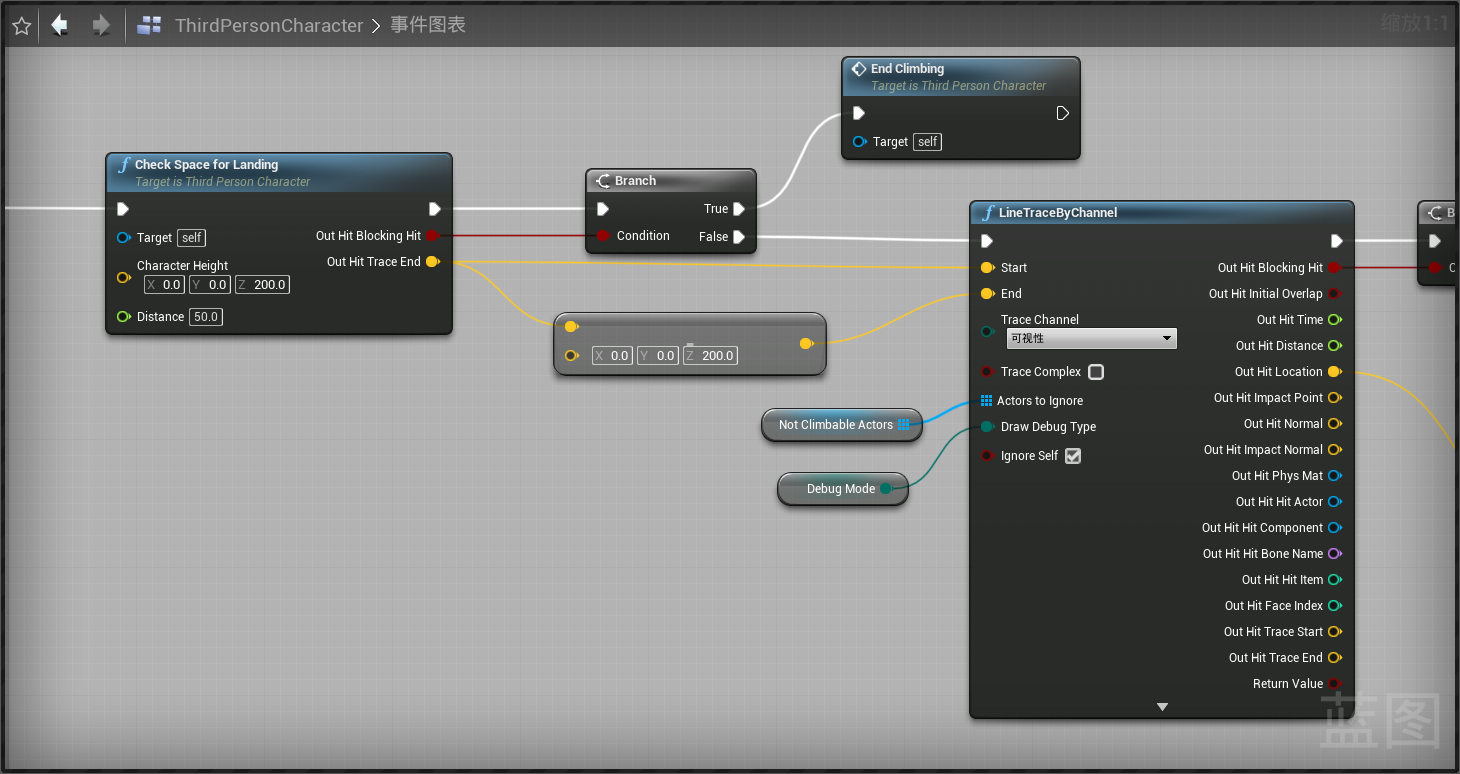 ThirdPersonCharacter > 事件图表
缩放1:1
End Climbing
Target is Third Person Character
Target self
Check Space for Landing
Target is Third Person Character
Target self
Out Hit Blocking Hit
Out Hit Trace End
Character Height
X 0.0 Y 0.0 Z 200.0
Distance 50.0
Branch
True
Condition
False
X 0.0 Y 0.0 Z 200.0
Not Climbable Actors
Debug Mode
LineTraceByChannel
Start
End
Trace Channel
可视性
Trace Complex
Actors to Ignore
Draw Debug Type
Ignore Self
Out Hit Blocking Hit
Out Hit Initial Overlap
Out Hit Time
Out Hit Distance
Out Hit Location
Out Hit Impact Point
Out Hit Normal
Out Hit Impact Normal
Out Hit Phys Mat
Out Hit Hit Actor
Out Hit Hit Component
Out Hit Hit Bone Name
Out Hit Hit Item
Out Hit Face Index
Out Hit Trace Start
Out Hit Trace End
Return Value
B
C
蓝图